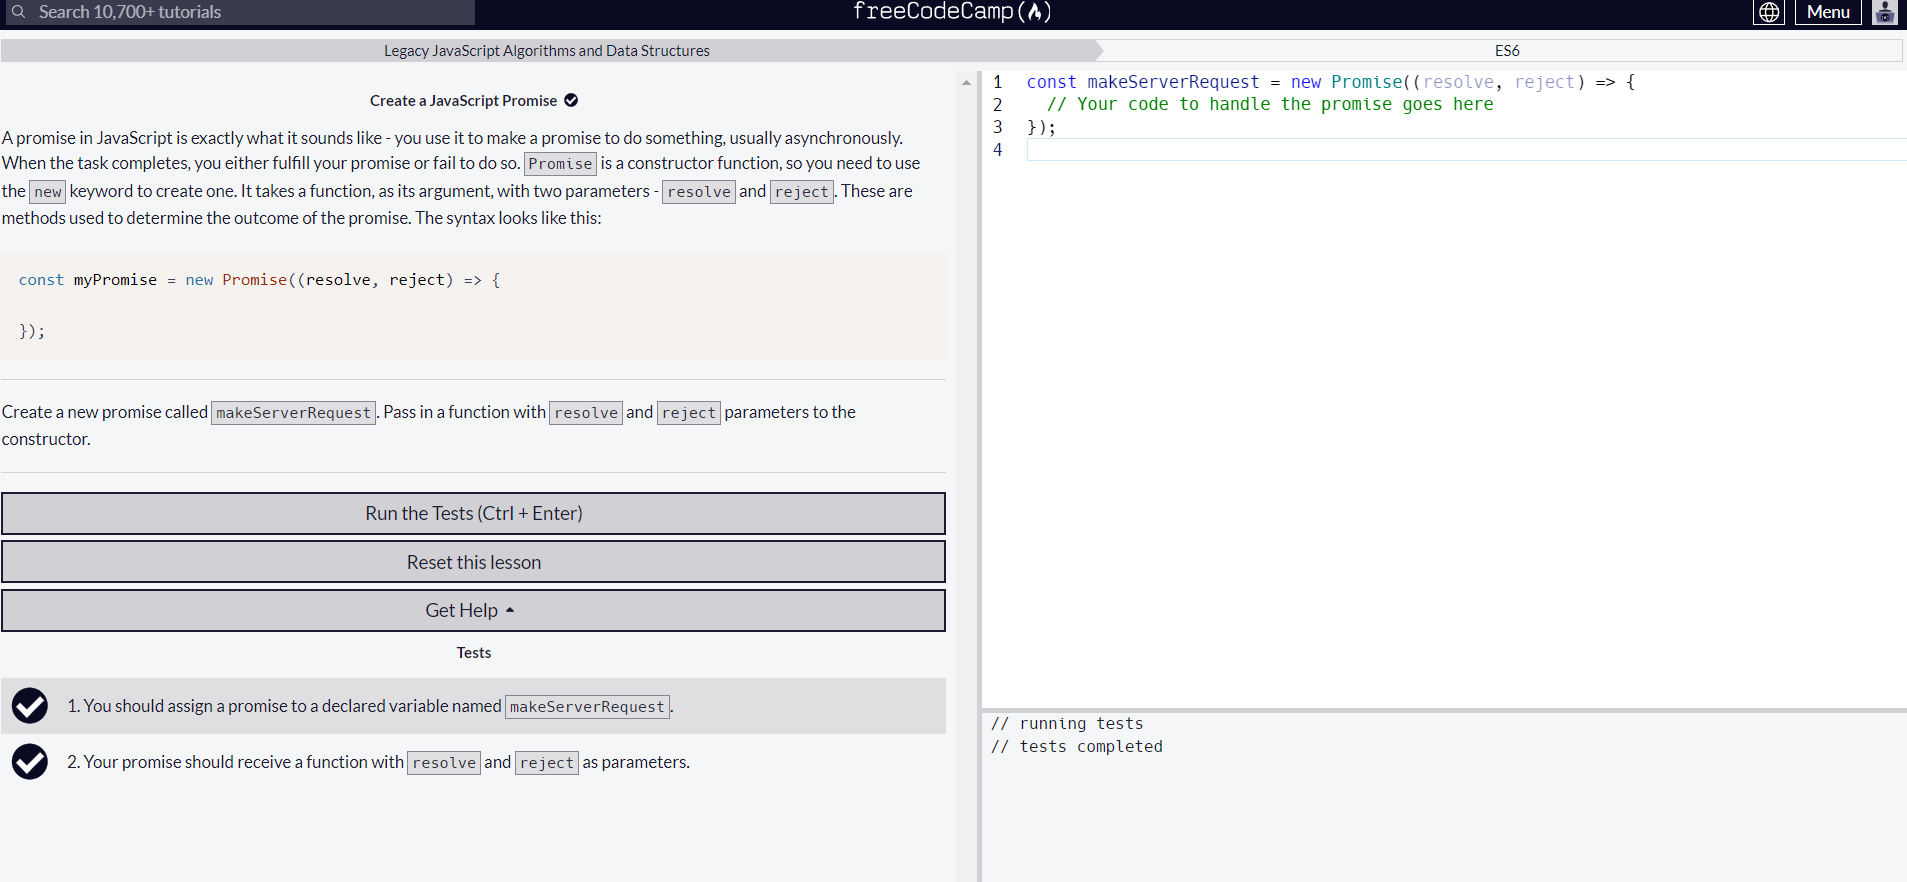 Search 10,700+ tutorials
freeCodeCamp
Menu
Legacy JavaScript Algorithms and Data Structures
ES6
Create a JavaScript Promise
A promise in JavaScript is exactly what it sounds like - you use it to make a promise to do something, usually asynchronously.
When the task completes, you either fulfill your promise or fail to do so. Promise is a constructor function, so you need to use
the new keyword to create one. It takes a function, as its argument, with two parameters - resolve and reject. These are
methods used to determine the outcome of the promise. The syntax looks like this:
const myPromise = new Promise((resolve, reject) => {
});
Create a new promise called makeServerRequest. Pass in a function with resolve and reject parameters to the
constructor.
Run the Tests (Ctrl + Enter)
Reset this lesson
Get Help
Tests
1. You should assign a promise to a declared variable named makeServerRequest.
2. Your promise should receive a function with resolve and reject as parameters.
1 const makeServerRequest = new Promise((resolve, reject) => {
2 // Your code to handle the promise goes here
3 });
4
// running tests
// tests completed